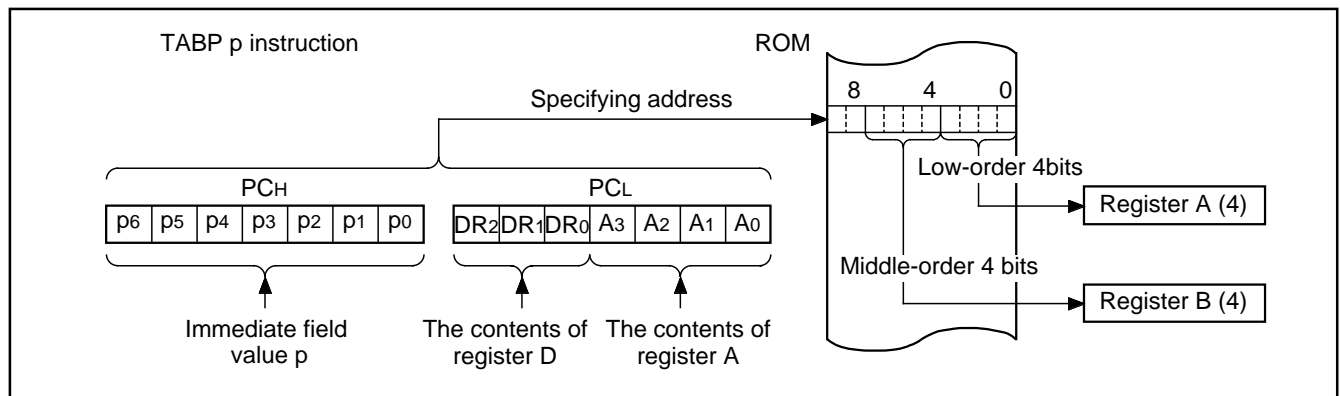 TABP p instruction
ROM
8 4 0
Specifying address
Low-order 4bits
PCH PCL
p6 p5 p4 p3 p2 p1 p0 DR2 DR1 DR0 A3 A2 A1 A0
Register A (4)
Middle-order 4 bits
Register B (4)
Immediate field
value p
The contents of
register D
The contents of
register A